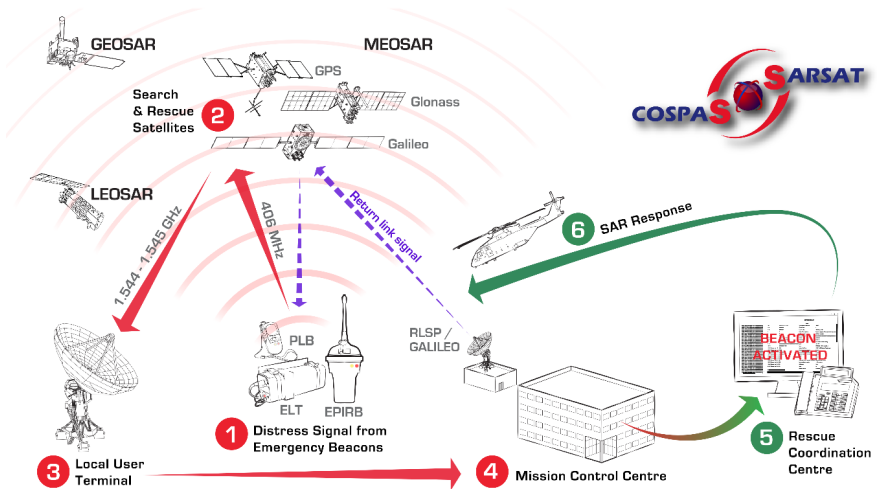 GEOSAR
MEOSAR
GPS
Search
& Rescue
Satellites
2
Glonass
Galileo
COSPAS SARSAT
LEOSAR
1.544 - 1.545 GHz
406 MHz
Return link signal
6 SAR Response
RLSP/
GALILEO
PLB
ELT
EPIRB
BEACON
ACTIVATED
1 Distress Signal from
Emergency Beacons
3 Local User
Terminal
4 Mission Control Centre
5 Rescue
Coordination
Centre